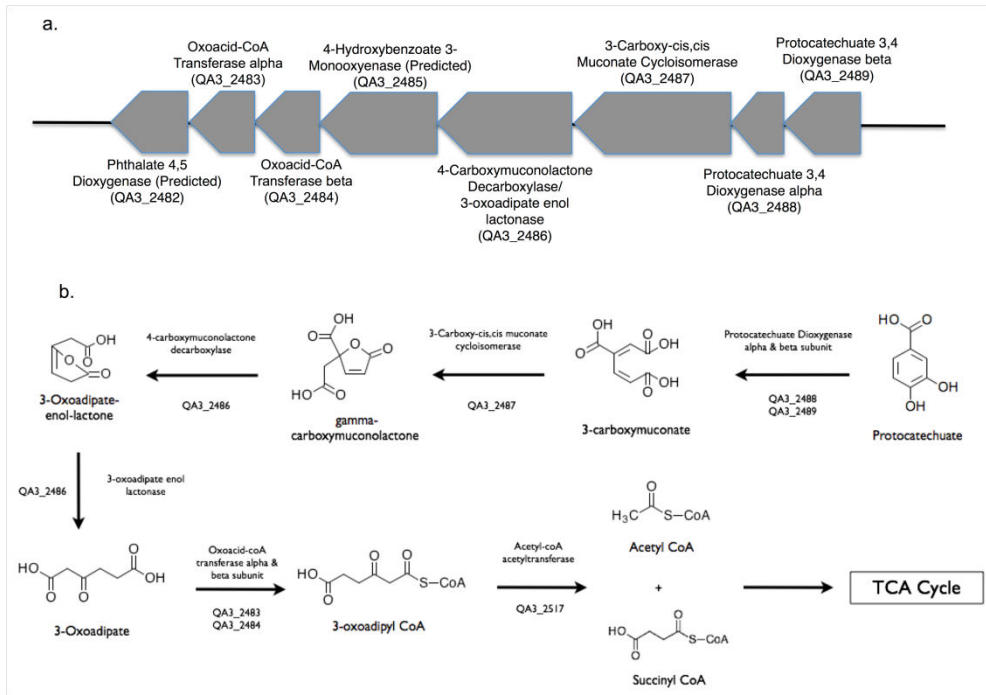 a.
Oxoacid-CoA
Transferase alpha
(QA3_2483)
4-Hydroxybenzoate 3-
Monooxyenase (Predicted)
(QA3_2485)
3-Carboxy-cis,cis
Muconate Cycloisomerase
(QA3_2487)
Protocatechuate 3,4
Dioxygenase beta
(QA3_2489)
Phthalate 4,5
Dioxygenase (Predicted)
(QA3_2482)
Oxoacid-CoA
Transferase beta
(QA3_2484)
4-Carboxymuconolactone
Decarboxylase/
3-oxoadipate enol
lactonase
(QA3_2486)
Protocatechuate 3,4
Dioxygenase alpha
(QA3_2488)
b.
OH
O
O
O
3-Oxoadipate-
enol-lactone
4-carboxymuconolactone
decarboxylase
QA3_2486
OH
O
O
O
O
HO
gamma-
carboxymuconolactone
3-Carboxy-cis,cis muconate
cycloisomerase
QA3_2487
OH
O
O
OH
O
OH
3-carboxymuconate
Protocatechuate Dioxygenase
alpha & beta subunit
QA3_2488
QA3_2489
HO
O
OH
OH
Protocatechuate
QA3_2486
3-oxoadipate enol
lactonase
HO
O
O
O
OH
3-Oxoadipate
Oxoacid-coA
transferase alpha &
beta subunit
QA3_2483
QA3_2484
HO
O
O
O
S–CoA
3-oxoadipyl CoA
Acetyl-coA
acetyltransferase
QA3_2517
O
H₃C
S–CoA
Acetyl CoA
+
HO
O
O
S–CoA
Succinyl CoA
TCA Cycle